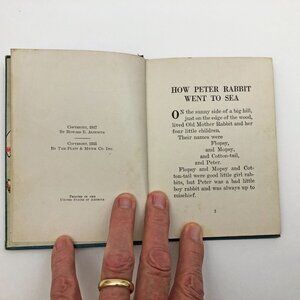 COPYRIGHT, 1917
BY HOWARD E. ALTEMUS
COPYRIGHT, 1935
BY THE PLATT & MUNK CO. INC.
PRINTED IN THE
UNITED STATES OF AMERICA
HOW PETER RABBIT
WENT TO SEA
ON the sunny side of a big hill,
just on the edge of the wood,
lived Old Mother Rabbit and her
four little children.
Their names were
Flopsy,
and Mopsy,
and Cotton-tail,
and Peter.
Flopsy and Mopsy and Cot-
ton-tail were good little girl rab-
bits, but Peter was a bad little
boy rabbit and was always up to
mischief.